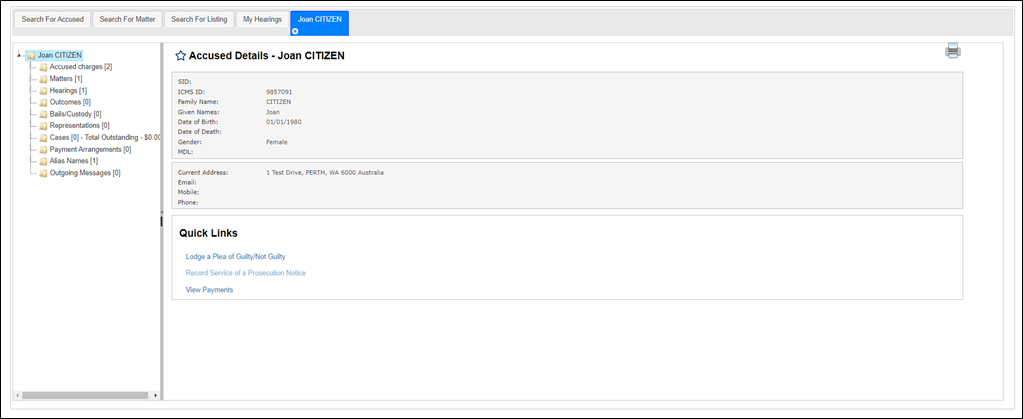 Search For Accused
Search For Matter
Search For Listing
My Hearings
Joan CITIZEN
Joan CITIZEN
Accused charges [2]
Matters [1]
Hearings [1]
Outcomes [0]
Bails/Custody [0]
Representations [0]
Cases [0] - Total Outstanding - $0.00
Payment Arrangements [0]
Alias Names [1]
Outgoing Messages [0]
Accused Details - Joan CITIZEN
SID:
ICMS ID: 9857091
Family Name: CITIZEN
Given Names: Joan
Date of Birth: 01/01/1980
Date of Death:
Gender: Female
MDL:
Current Address: 1 Test Drive, PERTH, WA 6000 Australia
Email:
Mobile:
Phone:
Quick Links
Lodge a Plea of Guilty/Not Guilty
Record Service of a Prosecution Notice
View Payments